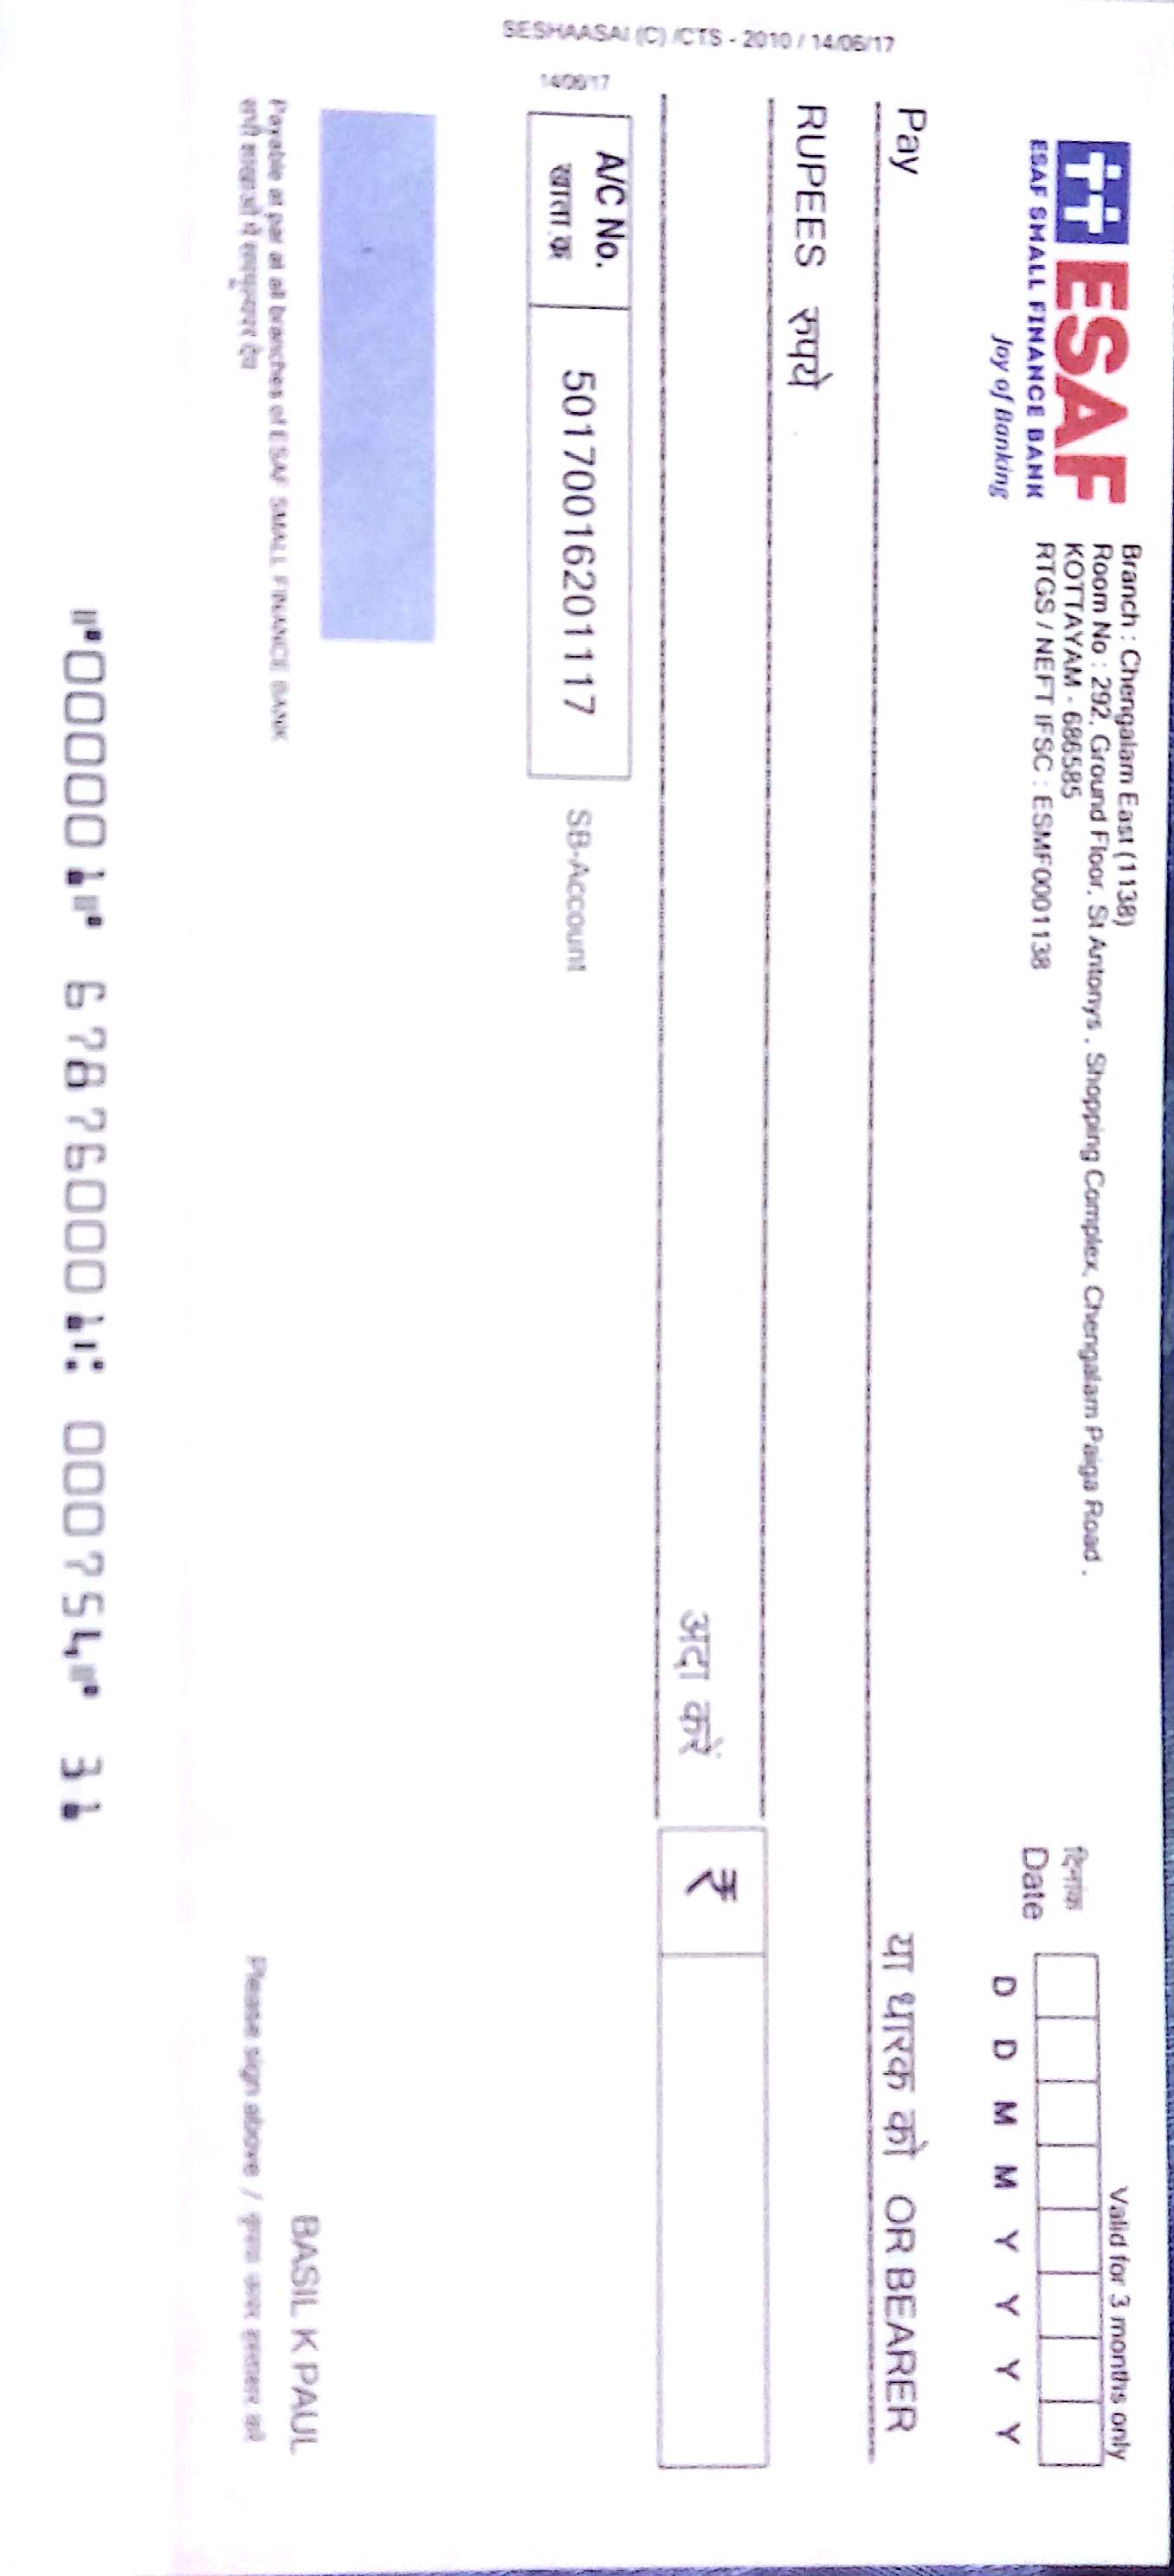 SESHAASAI (C) /CTS - 2010 / 14/06/17
ESAF
ESAF SMALL FINANCE BANK
Joy of Banking
Branch : Chengalam East (1138)
Room No : 292, Ground Floor, St Antonys , Shopping Complex, Chengalam Paiga Road ,
KOTTAYAM - 686585
RTGS / NEFT IFSC : ESMF0001138
Valid for 3 months only
दिनांक
Date
D D M M Y Y Y Y
Pay
या धारक को OR BEARER
RUPEES रुपये
अदा करें
₹
14/06/17
A/C No.
खाता क्र
50170016201117
SB-Account
BASIL K PAUL
Payable at par at all branches of ESAF SMALL FINANCE BANK
Please sign above /
⑈000001⑈ 678760001⑆ 000754⑈ 31